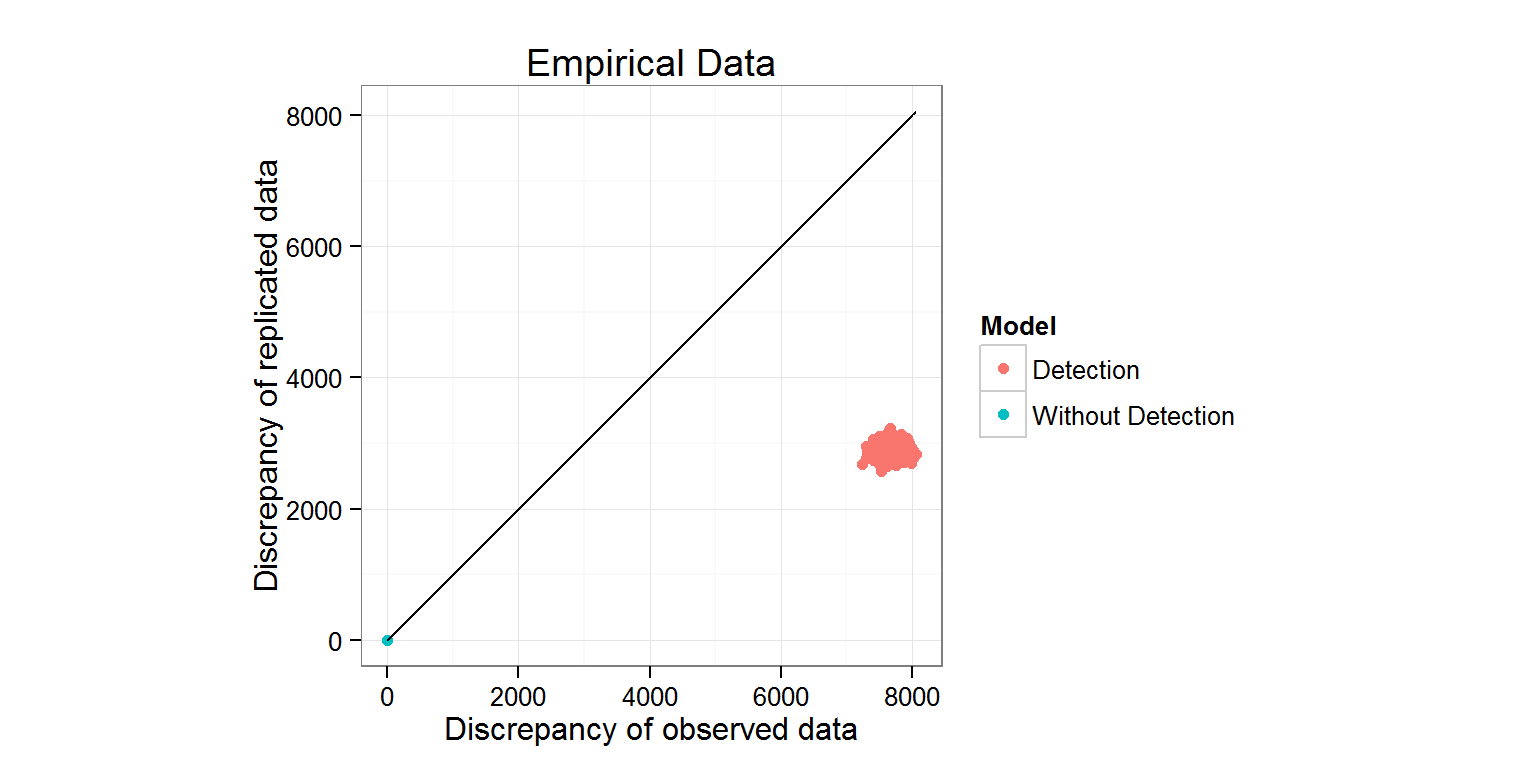 Empirical Data
Discrepancy of replicated data
8000
6000
4000
2000
0
0 2000 4000 6000 8000
Discrepancy of observed data
Model
Detection
Without Detection